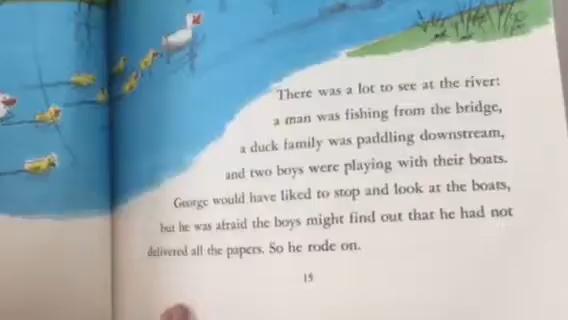 There was a lot to see at the river:
a man was fishing from the bridge,
a duck family was paddling downstream,
and two boys were playing with their boats.
George would have liked to stop and look at the boats,
but he was afraid the boys might find out that he had not
delivered all the papers. So he rode on.
15